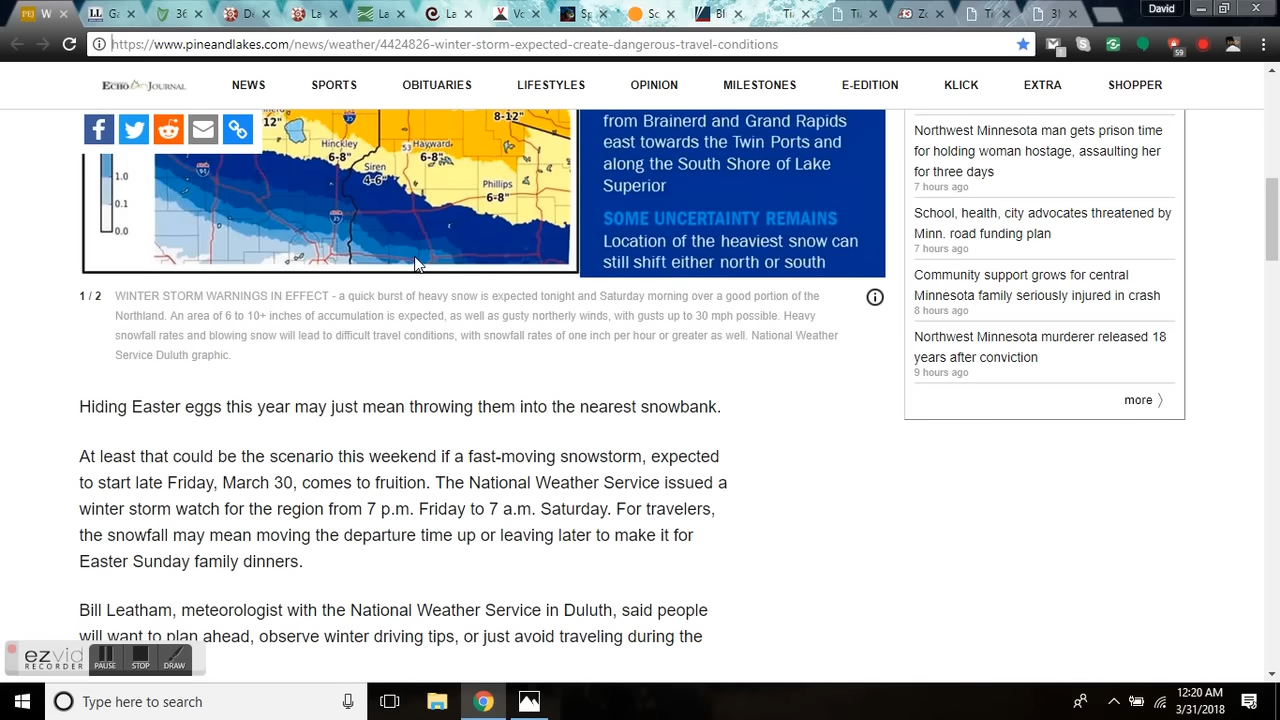 W
G
36
D
La
La
La
V
Sp
Sc
Bl
Ti
Z
T
3
David
https://www.pineandlakes.com/news/weather/4424826-winter-storm-expected-create-dangerous-travel-conditions
1
59
ECHO JOURNAL
NEWS
SPORTS
OBITUARIES
LIFESTYLES
OPINION
MILESTONES
E-EDITION
KLICK
EXTRA
SHOPPER
12"
8-12"
Hinckley
6-8"
53
Hayward
6-8"
Siren
4-6"
Phillips
6-8"
1.0
0.1
0.0
from Brainerd and Grand Rapids
east towards the Twin Ports and
along the South Shore of Lake
Superior
SOME UNCERTAINTY REMAINS
Location of the heaviest snow can
still shift either north or south
1 / 2 WINTER STORM WARNINGS IN EFFECT - a quick burst of heavy snow is expected tonight and Saturday morning over a good portion of the
Northland. An area of 6 to 10+ inches of accumulation is expected, as well as gusty northerly winds, with gusts up to 30 mph possible. Heavy
snowfall rates and blowing snow will lead to difficult travel conditions, with snowfall rates of one inch per hour or greater as well. National Weather
Service Duluth graphic.
Hiding Easter eggs this year may just mean throwing them into the nearest snowbank.
At least that could be the scenario this weekend if a fast-moving snowstorm, expected
to start late Friday, March 30, comes to fruition. The National Weather Service issued a
winter storm watch for the region from 7 p.m. Friday to 7 a.m. Saturday. For travelers,
the snowfall may mean moving the departure time up or leaving later to make it for
Easter Sunday family dinners.
Bill Leatham, meteorologist with the National Weather Service in Duluth, said people
will want to plan ahead, observe winter driving tips, or just avoid traveling during the
Northwest Minnesota man gets prison time
for holding woman hostage, assaulting her
for three days
7 hours ago
School, health, city advocates threatened by
Minn. road funding plan
7 hours ago
Community support grows for central
Minnesota family seriously injured in crash
8 hours ago
Northwest Minnesota murderer released 18
years after conviction
9 hours ago
more
ezvid
RECORDER
PAUSE
STOP
DRAW
Type here to search
12:20 AM
3/31/2018